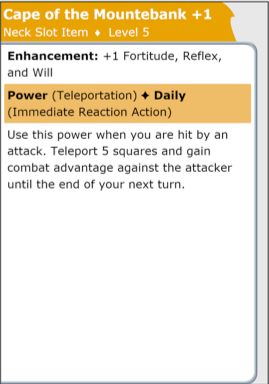 Cape of the Mountebank +1
Neck Slot Item ♦ Level 5
Enhancement: +1 Fortitude, Reflex,
and Will
Power (Teleportation) ✦ Daily
(Immediate Reaction Action)
Use this power when you are hit by an
attack. Teleport 5 squares and gain
combat advantage against the attacker
until the end of your next turn.